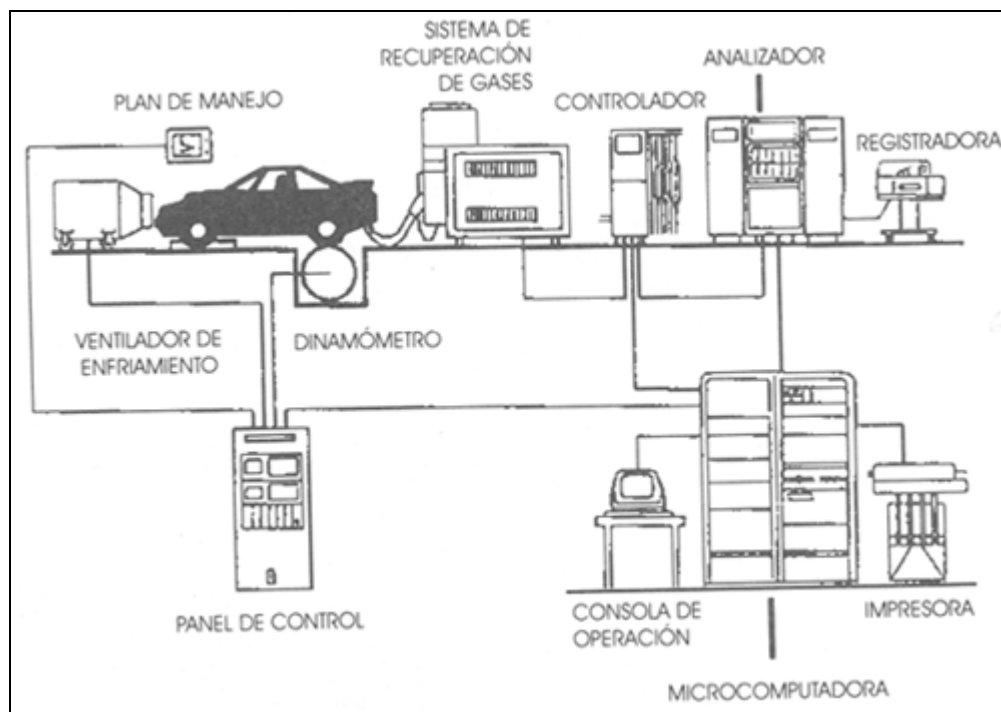 SISTEMA DE
RECUPERACIÓN
DE GASES
ANALIZADOR
PLAN DE MANEJO
CONTROLADOR
REGISTRADORA
VENTILADOR DE
ENFRIAMIENTO
DINAMÓMETRO
PANEL DE CONTROL
CONSOLA DE
OPERACIÓN
IMPRESORA
MICROCOMPUTADORA